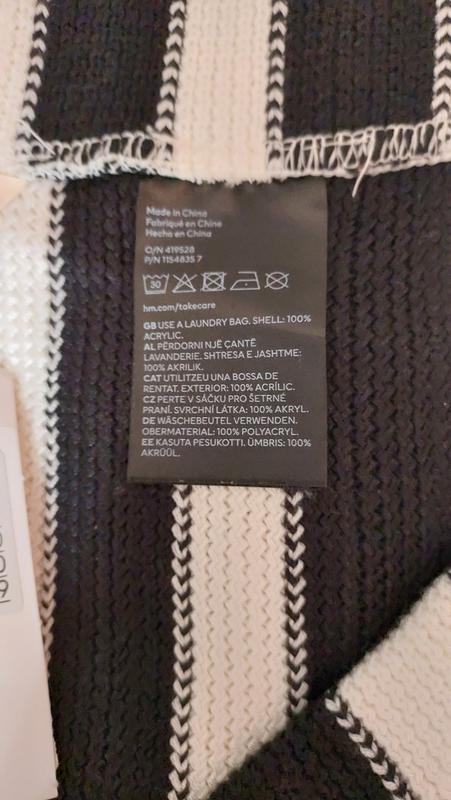 Made in China
Fabriqué en Chine
Hecho en China
O/N 419528
P/N 1154835 7
30
hm.com/takecare
GB USE A LAUNDRY BAG. SHELL: 100%
ACRYLIC.
AL PËRDORNI NJË ÇANTË
LAVANDERIE. SHTRESA E JASHTME:
100% AKRILIK.
CAT UTILITZEU UNA BOSSA DE
RENTAT. EXTERIOR: 100% ACRÍLIC.
CZ PERTE V SÁČKU PRO ŠETRNÉ
PRANÍ. SVRCHNÍ LÁTKA: 100% AKRYL.
DE WÄSCHEBEUTEL VERWENDEN.
OBERMATERIAL: 100% POLYACRYL.
EE KASUTA PESUKOTTI. ÜMBRIS: 100%
AKRÜÜL.